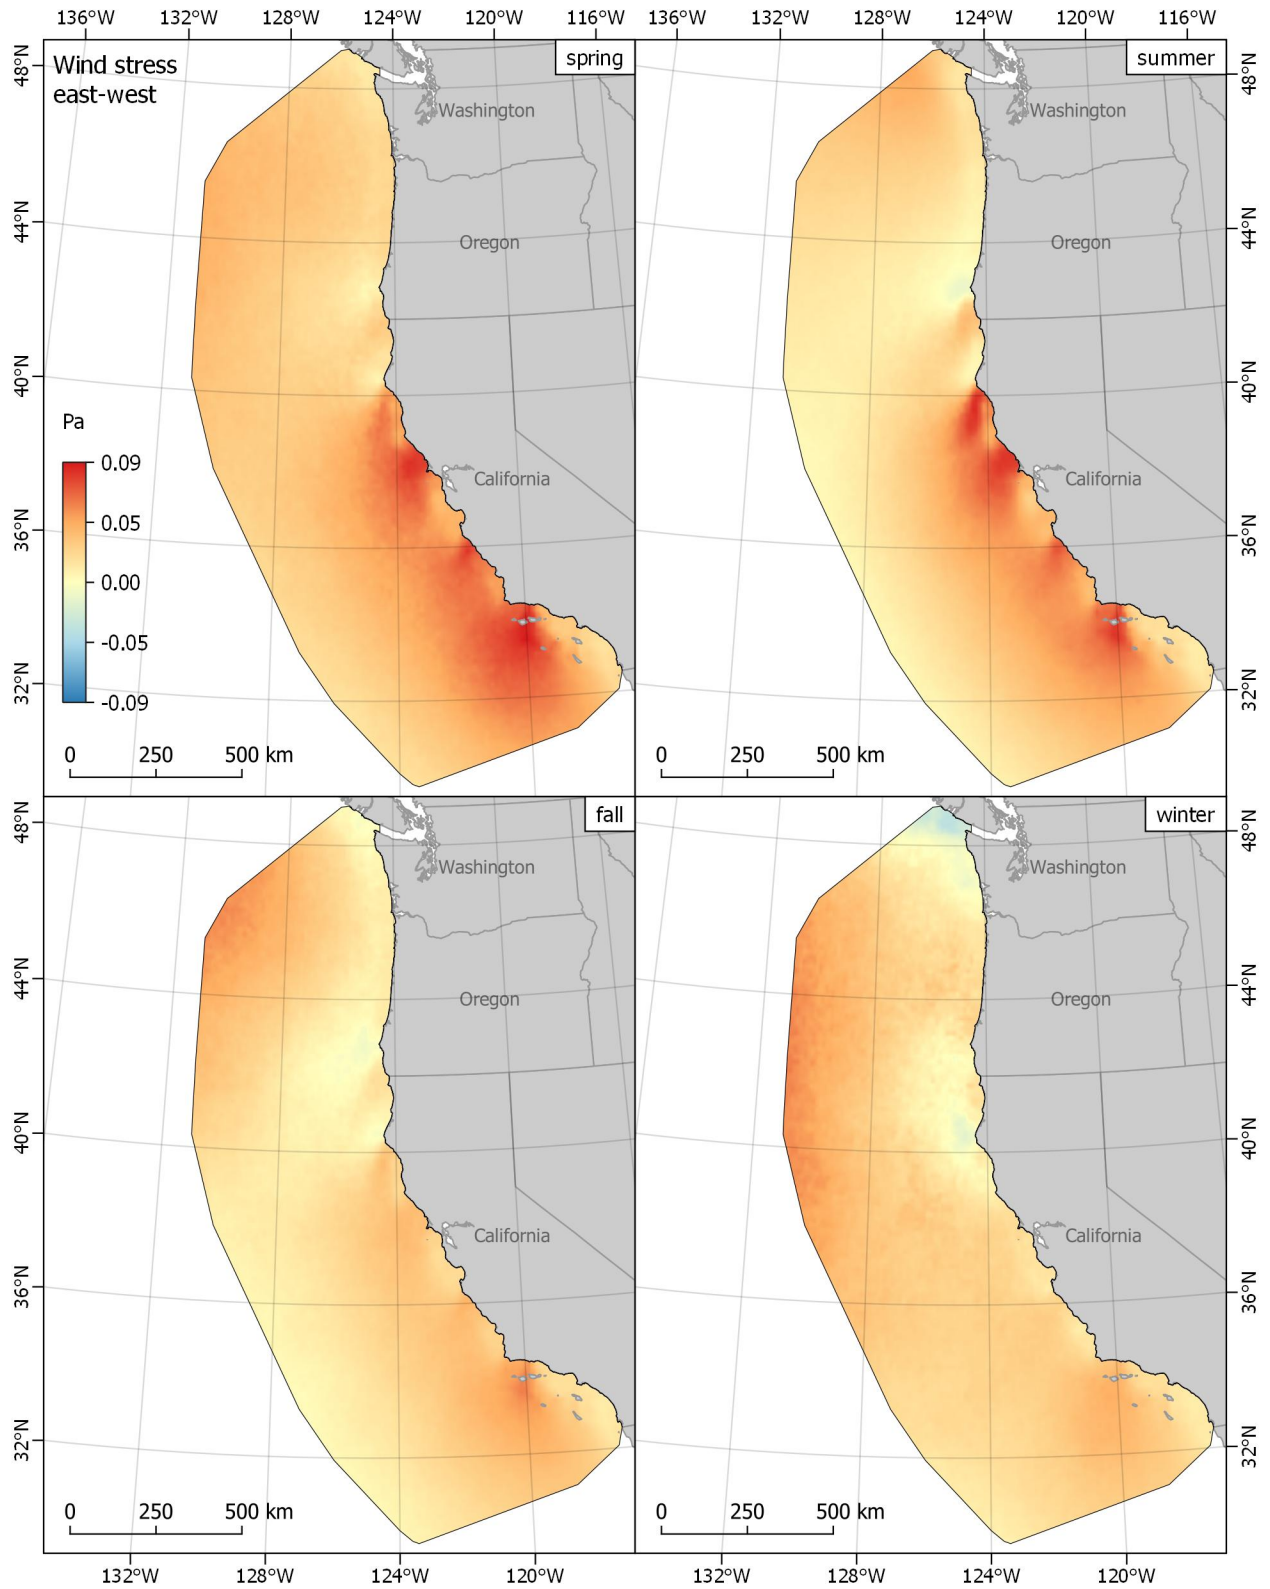 136°W 132°W 128°W 124°W 120°W 116°W 136°W 132°W 128°W 124°W 120°W 116°W
Wind stress
east-west
spring
48°N
Washington
44°N
Oregon
40°N
Pa
0.09
0.05
0.00
-0.05
-0.09
California
36°N
32°N
0 250 500 km
summer
48°N
Washington
44°N
Oregon
40°N
California
36°N
32°N
0 250 500 km
fall
48°N
Washington
44°N
Oregon
40°N
California
36°N
32°N
0 250 500 km
winter
48°N
Washington
44°N
Oregon
40°N
California
36°N
32°N
0 250 500 km
132°W 128°W 124°W 120°W 132°W 128°W 124°W 120°W